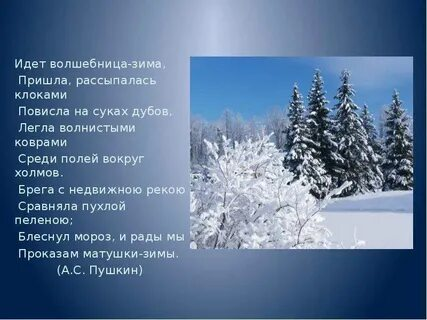 Идет волшебница-зима,
Пришла, рассыпалась
клоками
Повисла на суках дубов,
Легла волнистыми
коврами
Среди полей вокруг
холмов.
Брега с недвижною рекою
Сравняла пухлой
пеленою;
Блеснул мороз, и рады мы
Проказам матушки-зимы.
(А.С. Пушкин)